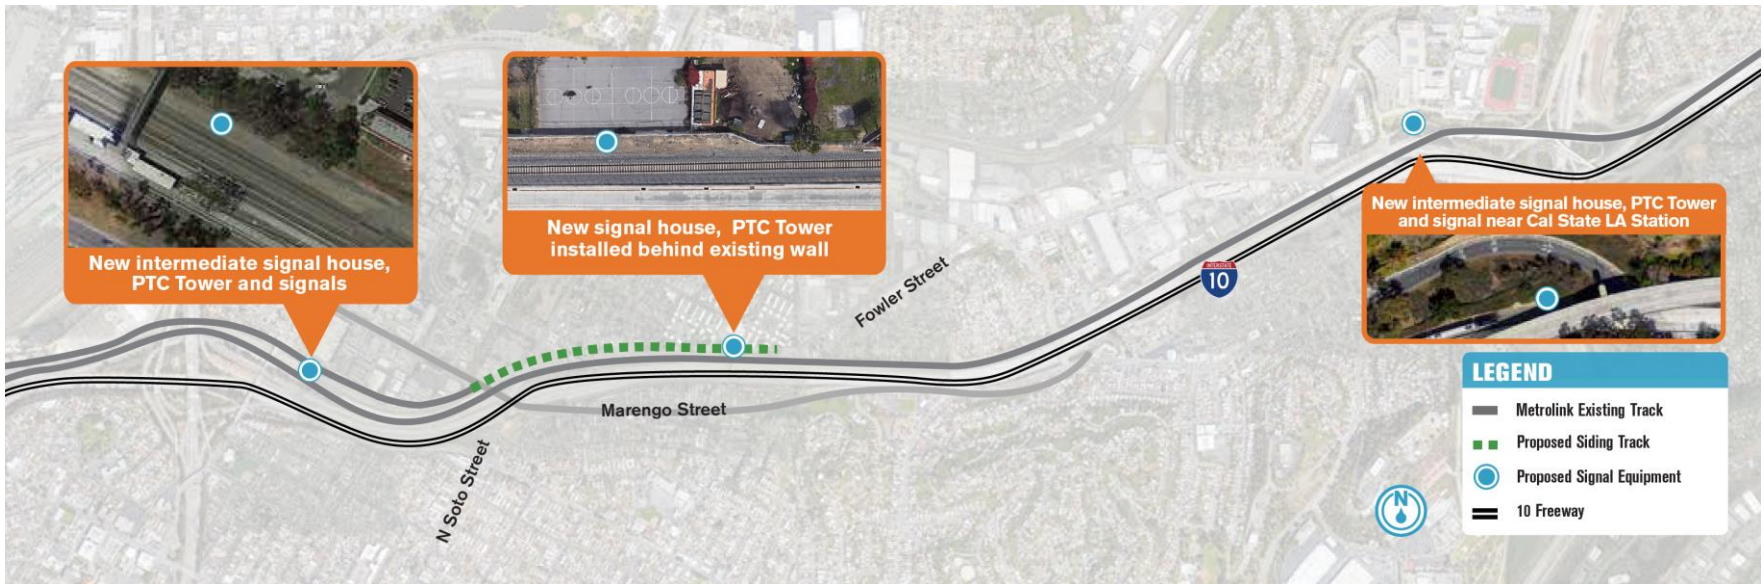 New intermediate signal house,
PTC Tower and signals
New signal house, PTC Tower
installed behind existing wall
New intermediate signal house, PTC Tower
and signal near Cal State LA Station
Fowler Street
INTERSTATE
10
Marengo Street
N Soto Street
N
LEGEND
Metrolink Existing Track
Proposed Siding Track
Proposed Signal Equipment
10 Freeway